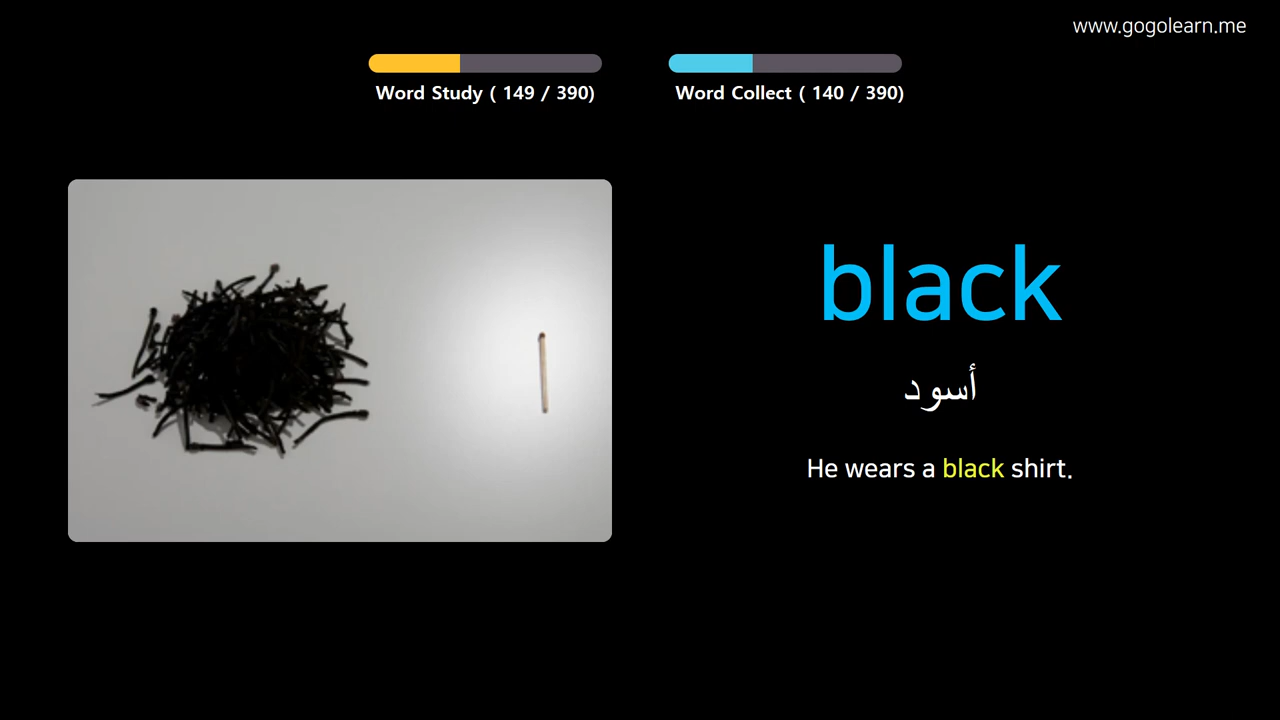 www.gogolearn.me
Word Study ( 149 / 390)
Word Collect ( 140 / 390)
black
أسود
He wears a black shirt.